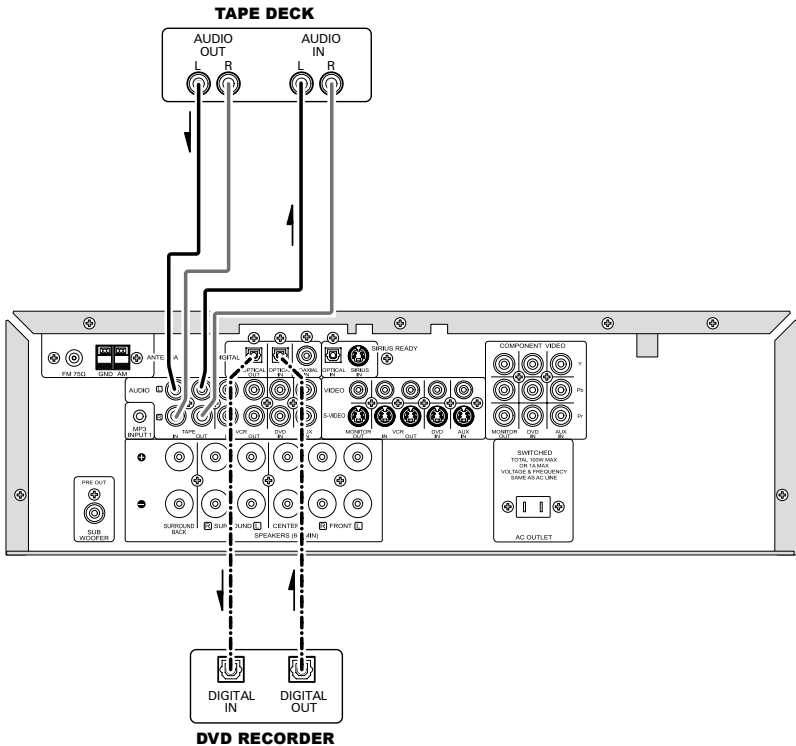 TAPE DECK
AUDIO OUT
AUDIO IN
L R
L R
FM 75Ω
GND AM
DIGITAL
OPTICAL OUT
OPTICAL IN
OPTICAL IN
SIRIUS IN
SIRIUS READY
COMPONENT VIDEO
Y
Pb
Pr
MONITOR OUT
DVD IN
AUX IN
AUDIO
L
R
MP3 INPUT 1
TAPE
IN
OUT
VCR
OUT
DVD IN
VIDEO
S-VIDEO
MONITOR OUT
IN
VCR
OUT
DVD IN
AUX IN
PRE OUT
SUB WOOFER
+
−
SURROUND BACK
R
L
CENTER
R FRONT L
SWITCHED
TOTAL 100W MAX
OR 1A MAX
VOLTAGE & FREQUENCY
SAME AS AC LINE
AC OUTLET
DIGITAL IN
DIGITAL OUT
DVD RECORDER